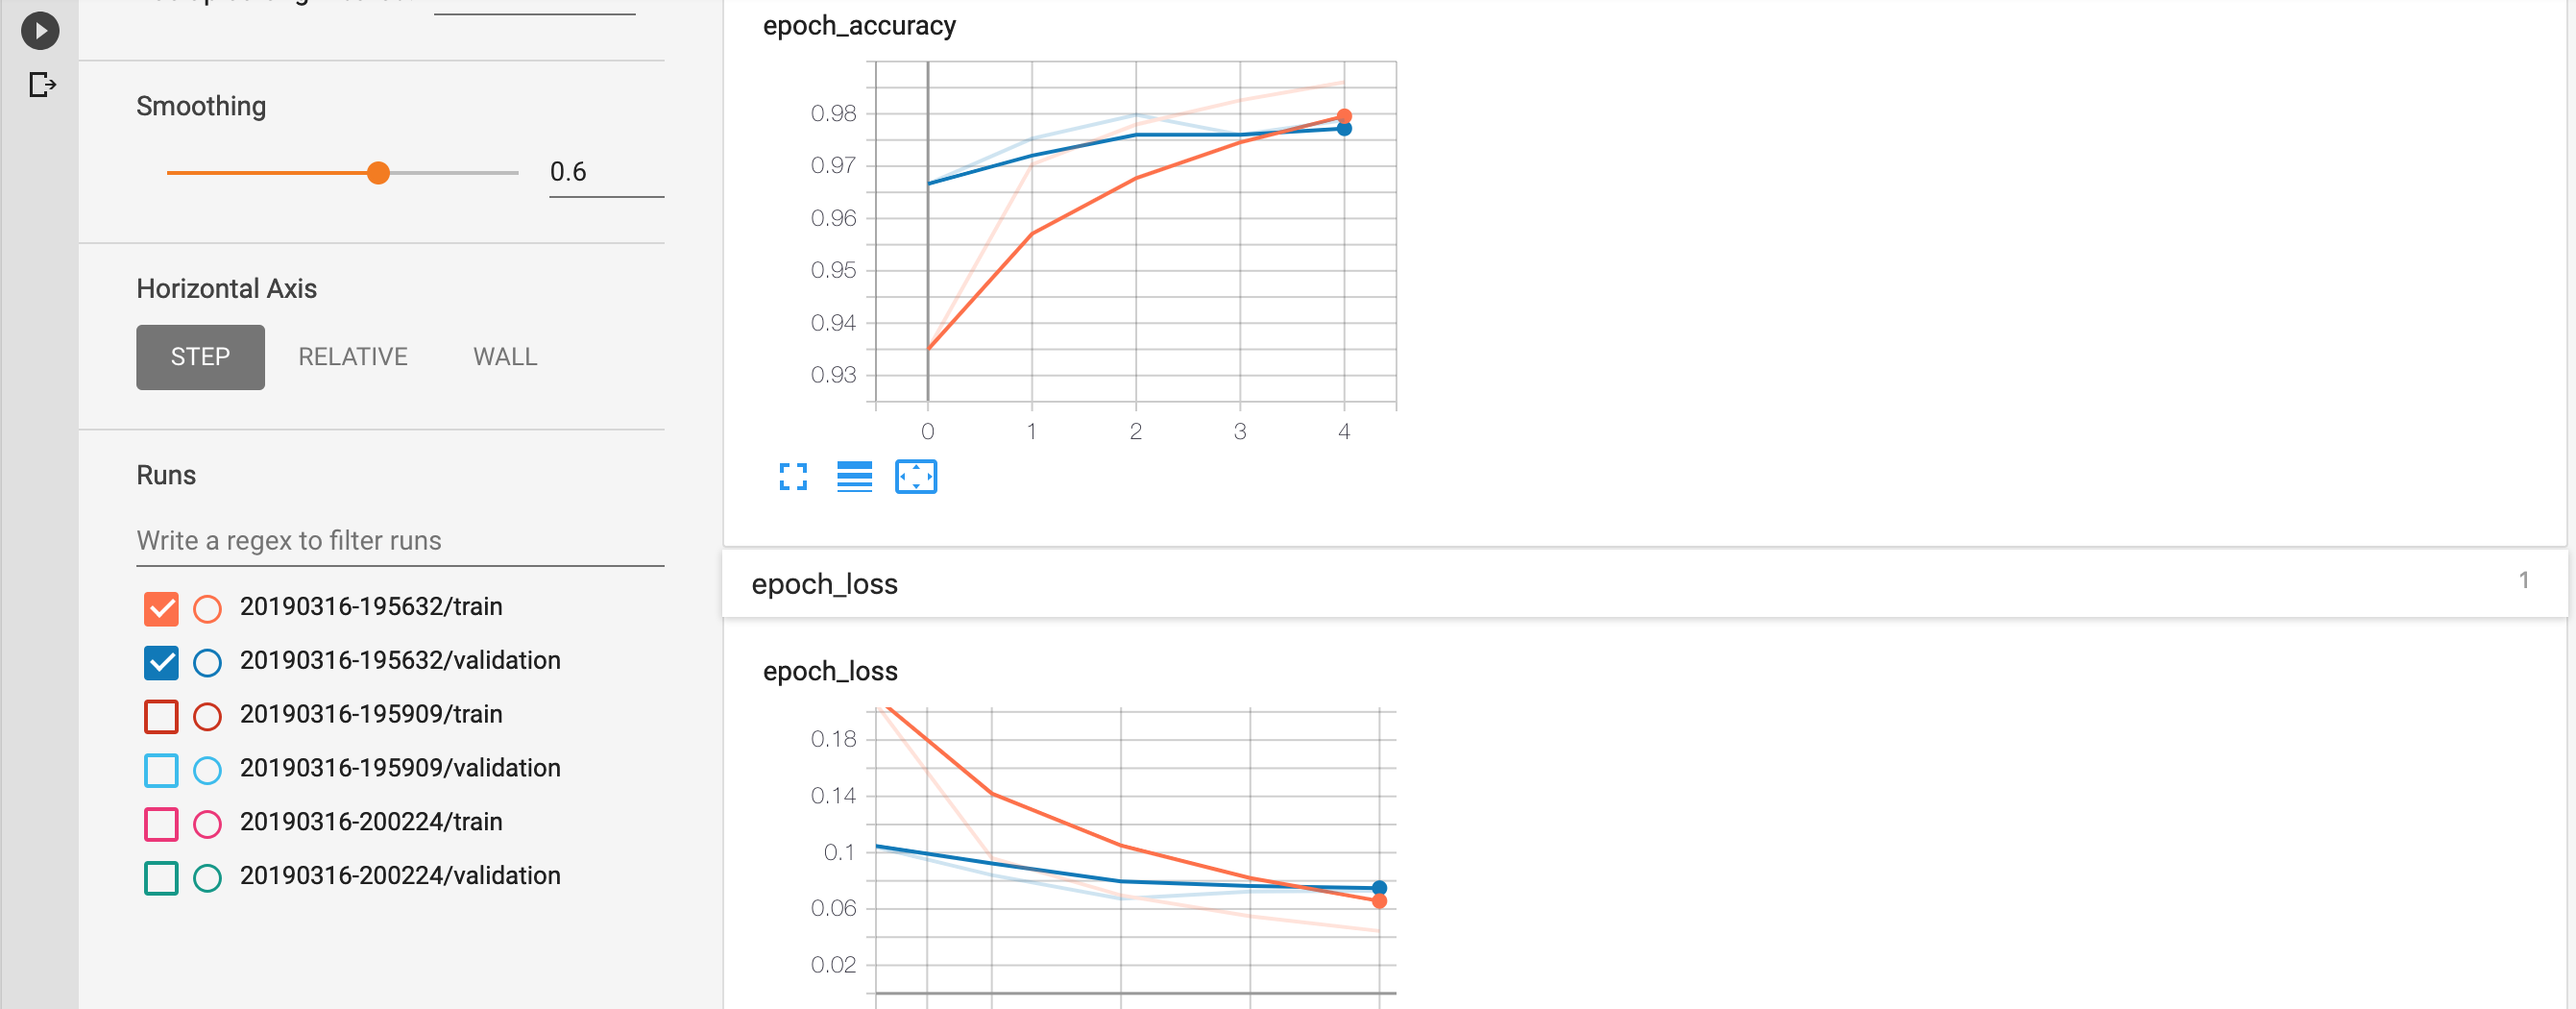 Smoothing
0.6
Horizontal Axis
STEP RELATIVE WALL
Runs
Write a regex to filter runs
20190316-195632/train
20190316-195632/validation
20190316-195909/train
20190316-195909/validation
20190316-200224/train
20190316-200224/validation
epoch_accuracy
0.98
0.97
0.96
0.95
0.94
0.93
0 1 2 3 4
epoch_loss 1
epoch_loss
0.18
0.14
0.1
0.06
0.02